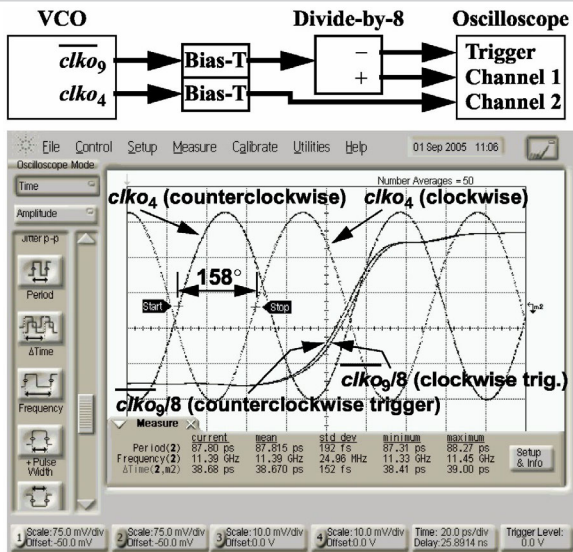 VCO
Divide-by-8
Oscilloscope
clko9
Bias-T
−
Trigger
+
Channel 1
clko4
Bias-T
Channel 2
File Control Setup Measure Calibrate Utilities Help 01 Sep 2005 11:06
Oscilloscope Mode
Time
Number Averages = 50
Amplitude
clko4 (counterclockwise)
clko4 (clockwise)
Jitter p-p
158°
Period
Start
Stop
m2
ΔTime
clko9/8 (clockwise trig.)
Frequency
clko9/8 (counterclockwise trigger)
Measure
current mean std dev minimum maximum
Period(2) 87.80 ps 87.815 ps 192 fs 87.31 ps 88.27 ps
Frequency(2) 11.39 GHz 11.39 GHz 24.96 MHz 11.33 GHz 11.45 GHz
ΔTime(2,m2) 38.68 ps 38.670 ps 152 fs 38.41 ps 39.00 ps
Setup
& Info
+ Pulse
Width
1 Scale:75.0 mV/div
Offset:-50.0 mV
2 Scale:75.0 mV/div
Offset:-50.0 mV
3 Scale:10.0 mV/div
Offset:0.0 V
4 Scale:10.0 mV/div
Offset:0.0 V
Time: 20.0 ps/div
Delay:25.8914 ns
Trigger Level:
0.0 V